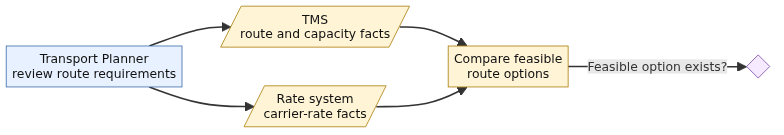 Transport Planner
review route requirements
TMS
route and capacity facts
Rate system
carrier-rate facts
Compare feasible
route options
Feasible option exists?